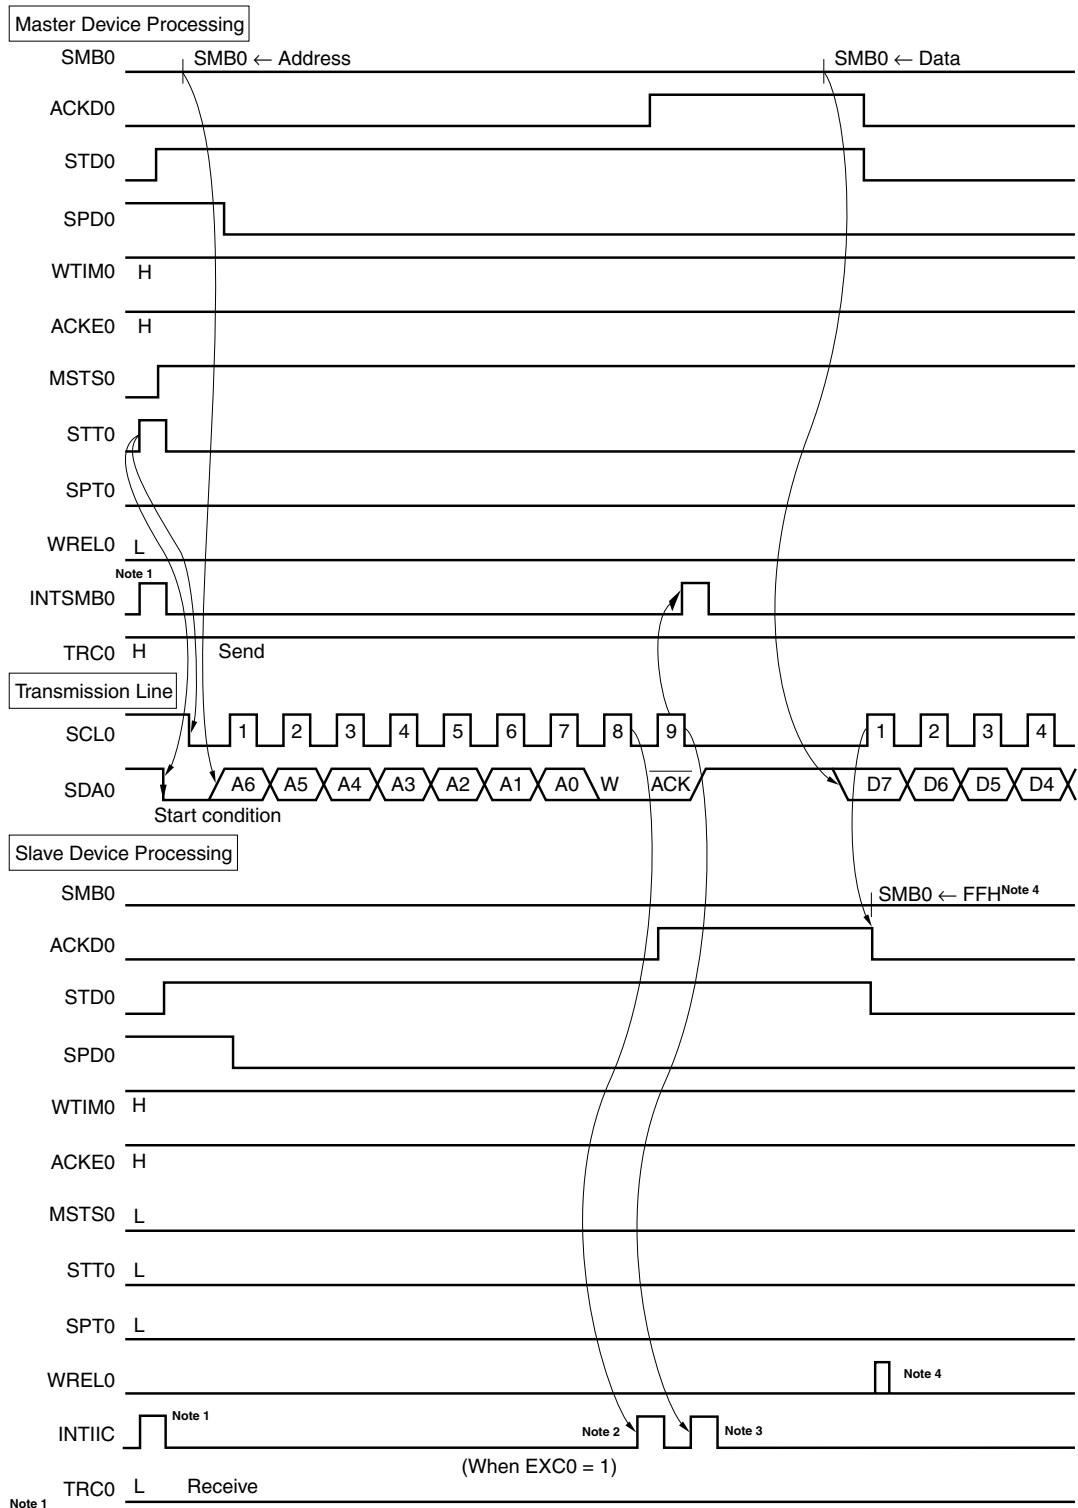 Master Device Processing
SMB0 SMB0 ← Address SMB0 ← Data
ACKD0
STD0
SPD0
WTIM0 H
ACKE0 H
MSTS0
STT0
SPT0
WREL0 L
Note 1
INTSMB0
TRC0 H Send
Transmission Line
SCL0 1 2 3 4 5 6 7 8 9 1 2 3 4
SDA0 A6 A5 A4 A3 A2 A1 A0 W ACK D7 D6 D5 D4
Start condition
Slave Device Processing
SMB0 SMB0 ← FFH Note 4
ACKD0
STD0
SPD0
WTIM0 H
ACKE0 H
MSTS0 L
STT0 L
SPT0 L
WREL0 Note 4
INTIIC Note 1 Note 2 Note 3
(When EXC0 = 1)
TRC0 L Receive
Note 1